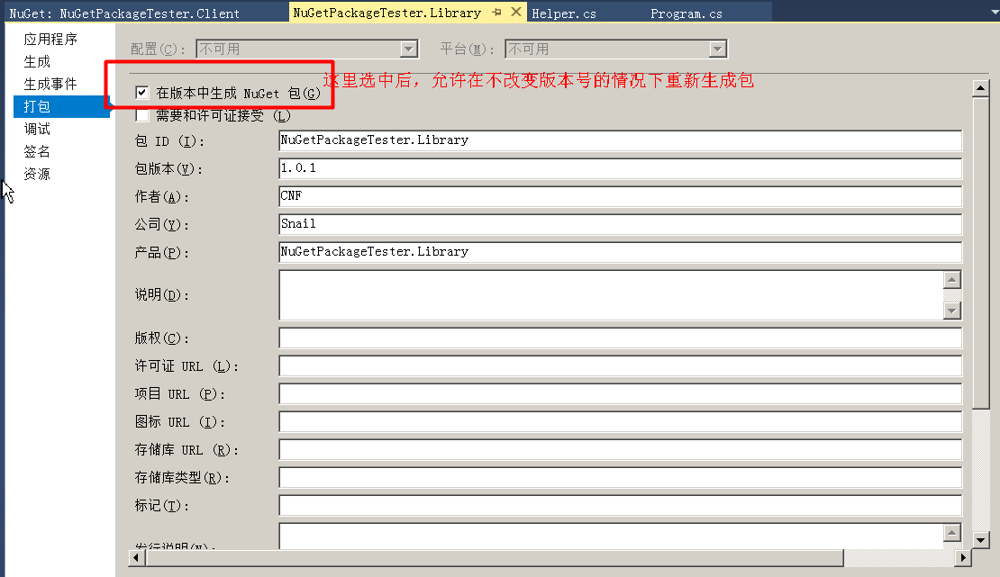 NuGet: NuGetPackageTester.Client NuGetPackageTester.Library Helper.cs Program.cs
应用程序
生成
生成事件
打包
调试
签名
资源
配置(C): 不可用 平台(M): 不可用
这里选中后，允许在不改变版本号的情况下重新生成包
在版本中生成 NuGet 包(G)
需要和许可证接受 (L)
包 ID (I): NuGetPackageTester.Library
包版本(V): 1.0.1
作者(A): CNF
公司(Y): Snail
产品(P): NuGetPackageTester.Library
说明(D):
版权(C):
许可证 URL (L):
项目 URL (P):
图标 URL (I):
存储库 URL (R):
存储库类型(R):
标记(T):
发行说明(N):